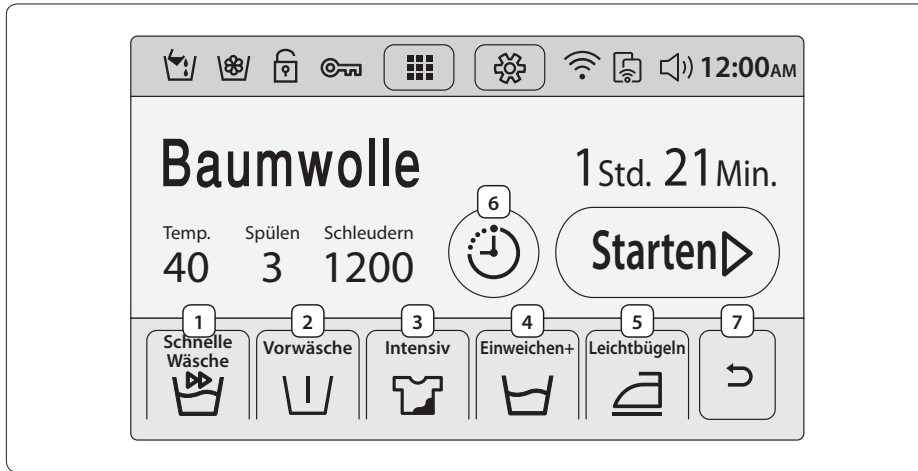 12:00AM
Baumwolle
1Std. 21Min.
6
Temp. Spülen Schleudern
40 3 1200
Starten
1 2 3 4 5 7
Schnelle
Wäsche
Vorwäsche
Intensiv
Einweichen+
Leichtbügeln